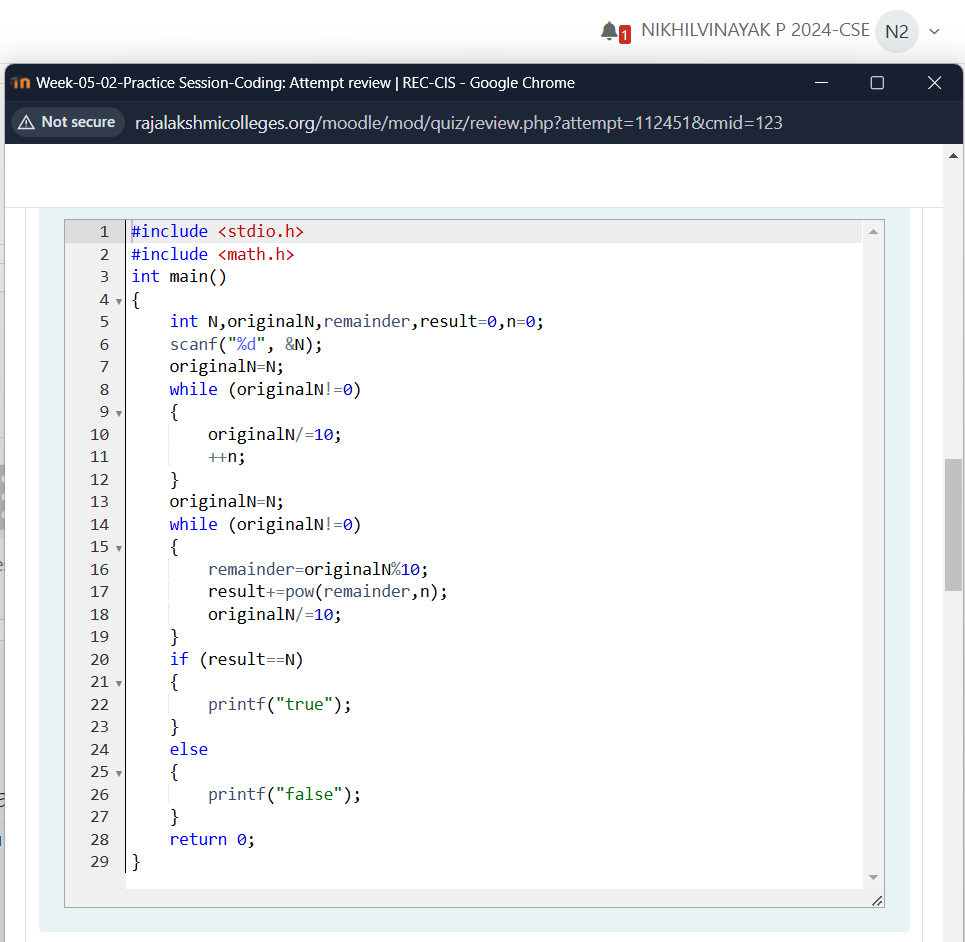 1 NIKHILVINAYAK P 2024-CSE N2
Week-05-02-Practice Session-Coding: Attempt review | REC-CIS - Google Chrome
Not secure rajalakshmicolleges.org/moodle/mod/quiz/review.php?attempt=112451&cmid=123
1 #include <stdio.h>
2 #include <math.h>
3 int main()
4 {
5     int N,originalN,remainder,result=0,n=0;
6     scanf("%d", &N);
7     originalN=N;
8     while (originalN!=0)
9     {
10         originalN/=10;
11         ++n;
12     }
13     originalN=N;
14     while (originalN!=0)
15     {
16         remainder=originalN%10;
17         result+=pow(remainder,n);
18         originalN/=10;
19     }
20     if (result==N)
21     {
22         printf("true");
23     }
24     else
25     {
26         printf("false");
27     }
28     return 0;
29 }